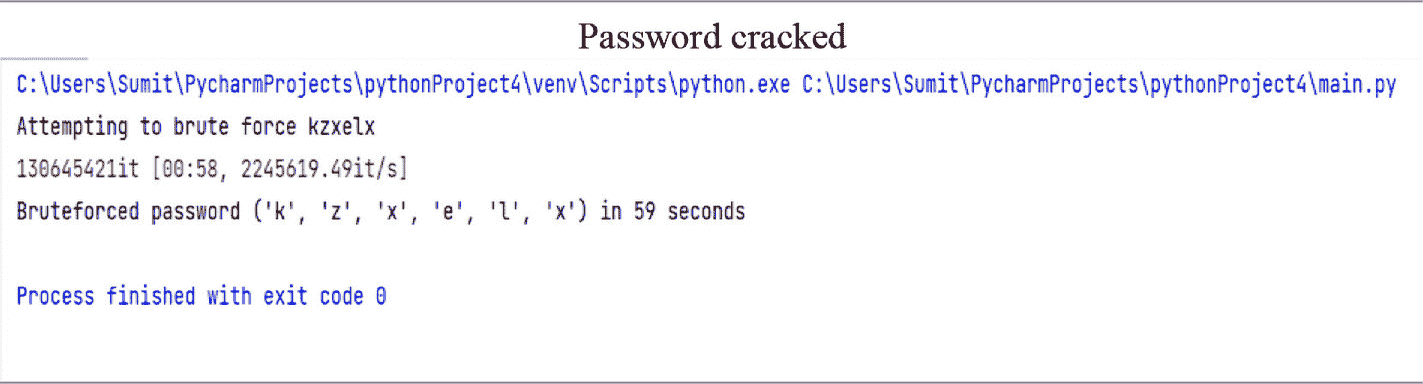 Password cracked
C:\Users\Sumit\PycharmProjects\pythonProject4\venv\Scripts\python.exe C:\Users\Sumit\PycharmProjects\pythonProject4\main.py
Attempting to brute force kzxelx
130645421it [00:58, 2245619.49it/s]
Bruteforced password ('k', 'z', 'x', 'e', 'l', 'x') in 59 seconds
Process finished with exit code 0